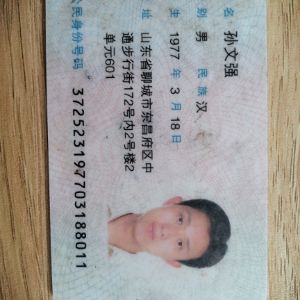 名 孙文强
别 男 民族 汉
生 1977 年 3 月 18 日
址 山东省聊城市东昌府区中
通步行街172号内2号楼2
单元601
民身份号码 372523197703188011